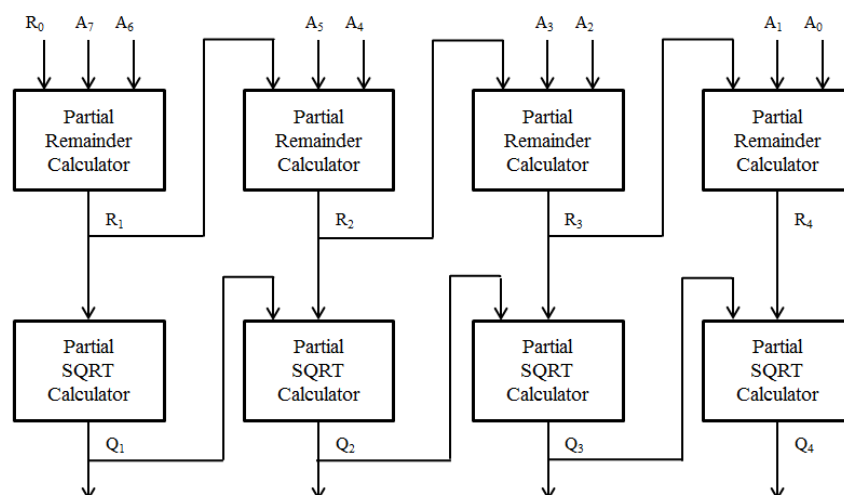 R₀ A₇ A₆ A₅ A₄ A₃ A₂ A₁ A₀
Partial
Remainder
Calculator
Partial
Remainder
Calculator
Partial
Remainder
Calculator
Partial
Remainder
Calculator
R₁ R₂ R₃ R₄
Partial
SQRT
Calculator
Partial
SQRT
Calculator
Partial
SQRT
Calculator
Partial
SQRT
Calculator
Q₁ Q₂ Q₃ Q₄